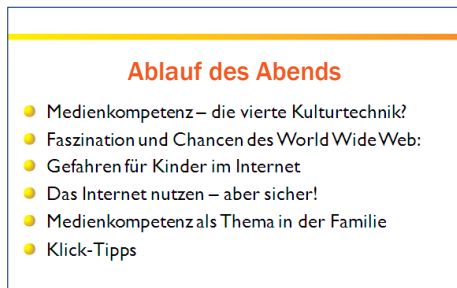 Ablauf des Abends
Medienkompetenz – die vierte Kulturtechnik?
Faszination und Chancen des World Wide Web:
Gefahren für Kinder im Internet
Das Internet nutzen – aber sicher!
Medienkompetenz als Thema in der Familie
Klick-Tipps